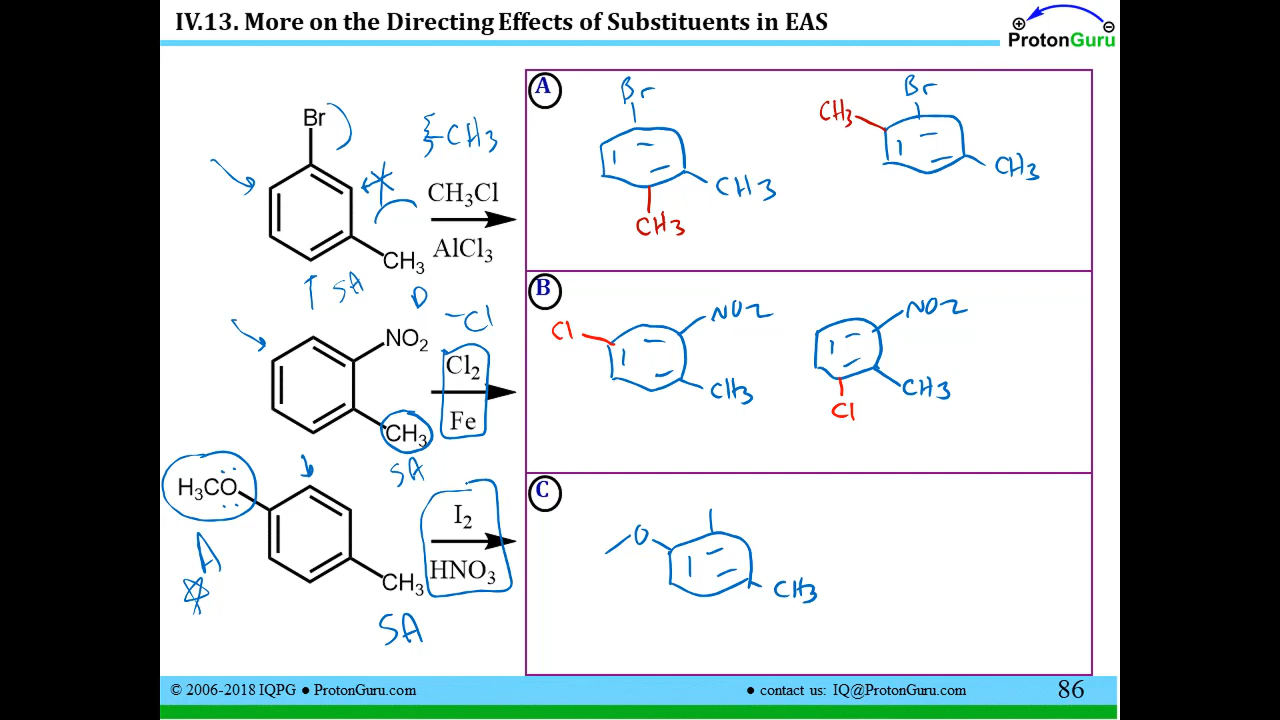 IV.13. More on the Directing Effects of Substituents in EAS
ProtonGuru
Br
CH3
CH₃Cl
AlCl₃
CH₃
↑ SA
D
A
Br
CH3
CH3
Br
CH3
CH3
NO₂
CH₃
SA
-Cl
Cl₂
Fe
B
NO2
Cl
CH3
NO2
CH3
Cl
H₃CO
A
CH₃
SA
I₂
HNO₃
C
O
CH3
© 2006-2018 IQPG ● ProtonGuru.com
● contact us: IQ@ProtonGuru.com
86